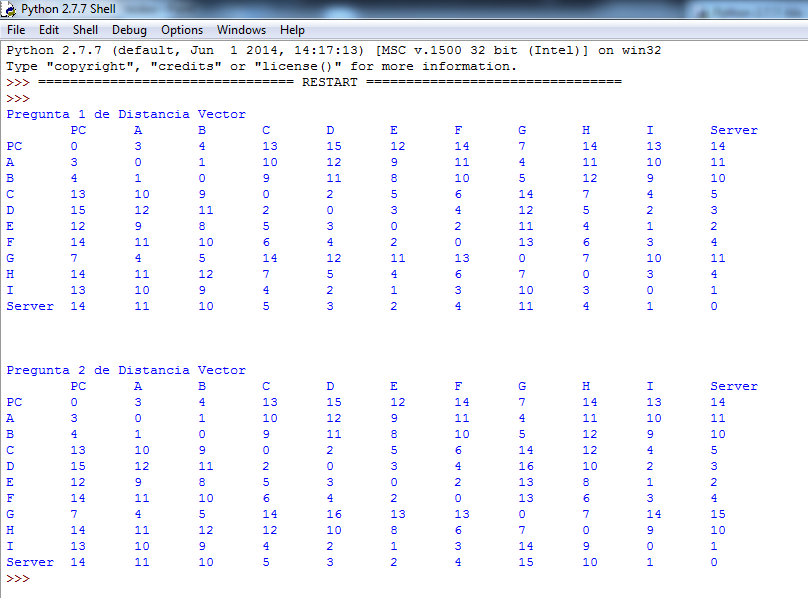 Python 2.7.7 Shell
File Edit Shell Debug Options Windows Help
Python 2.7.7 (default, Jun  1 2014, 14:17:13) [MSC v.1500 32 bit (Intel)] on win32
Type "copyright", "credits" or "license()" for more information.
>>> ================================ RESTART ================================
>>>
Pregunta 1 de Distancia Vector
PC A B C D E F G H I Server
PC 0 3 4 13 15 12 14 7 14 13 14
A 3 0 1 10 12 9 11 4 11 10 11
B 4 1 0 9 11 8 10 5 12 9 10
C 13 10 9 0 2 5 6 14 7 4 5
D 15 12 11 2 0 3 4 12 5 2 3
E 12 9 8 5 3 0 2 11 4 1 2
F 14 11 10 6 4 2 0 13 6 3 4
G 7 4 5 14 12 11 13 0 7 10 11
H 14 11 12 7 5 4 6 7 0 3 4
I 13 10 9 4 2 1 3 10 3 0 1
Server 14 11 10 5 3 2 4 11 4 1 0
Pregunta 2 de Distancia Vector
PC A B C D E F G H I Server
PC 0 3 4 13 15 12 14 7 14 13 14
A 3 0 1 10 12 9 11 4 11 10 11
B 4 1 0 9 11 8 10 5 12 9 10
C 13 10 9 0 2 5 6 14 12 4 5
D 15 12 11 2 0 3 4 16 10 2 3
E 12 9 8 5 3 0 2 13 8 1 2
F 14 11 10 6 4 2 0 13 6 3 4
G 7 4 5 14 16 13 13 0 7 14 15
H 14 11 12 12 10 8 6 7 0 9 10
I 13 10 9 4 2 1 3 14 9 0 1
Server 14 11 10 5 3 2 4 15 10 1 0
>>>